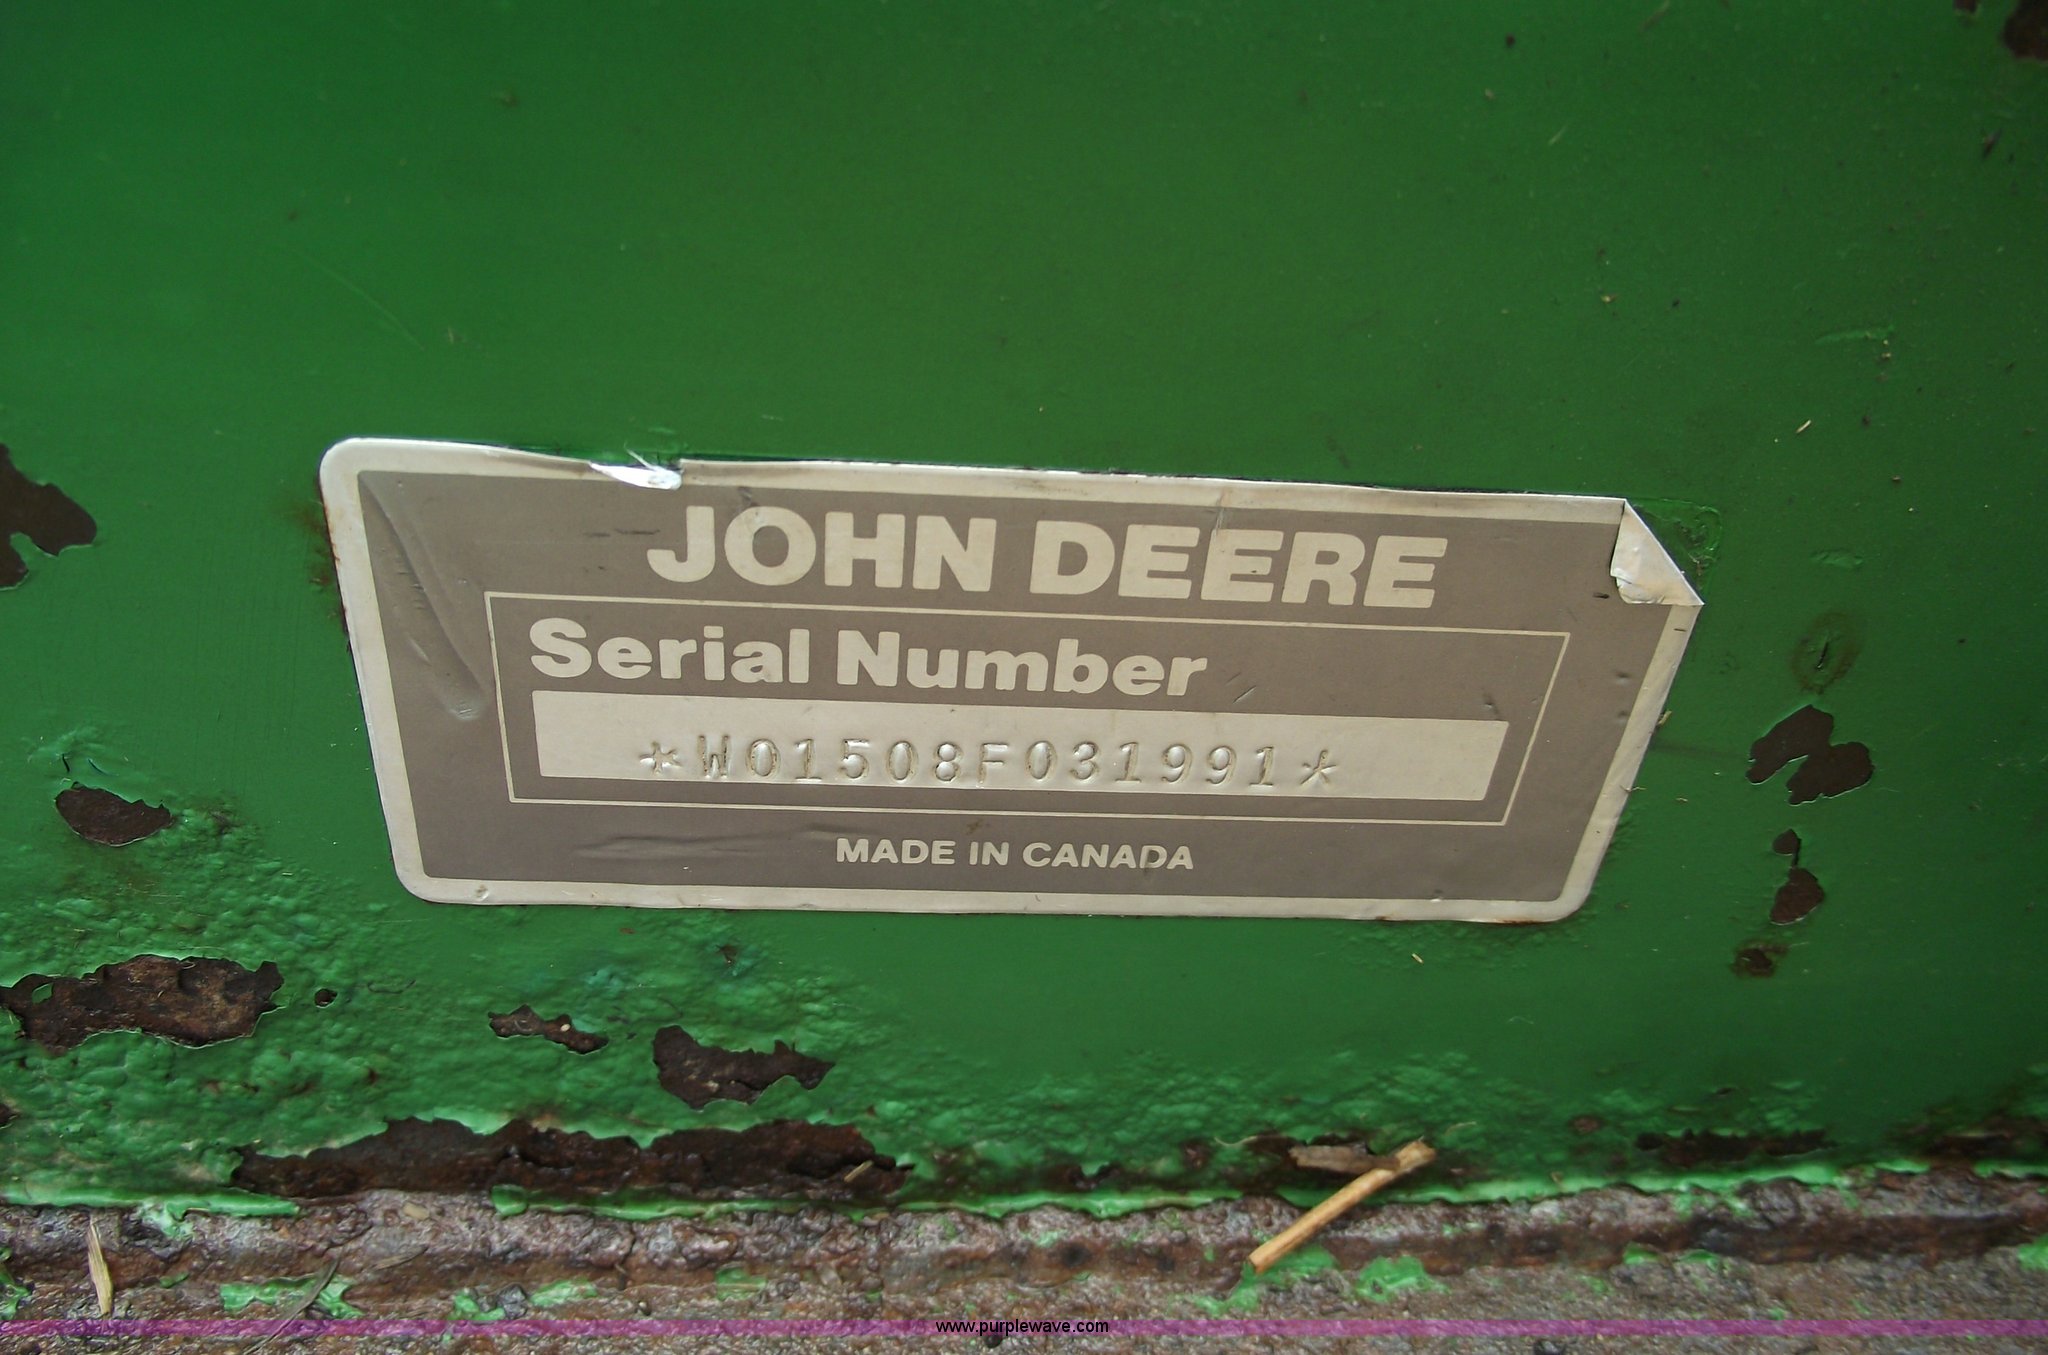 JOHN DEERE
Serial Number
*W01508F031991*
MADE IN CANADA
www.purplewave.com